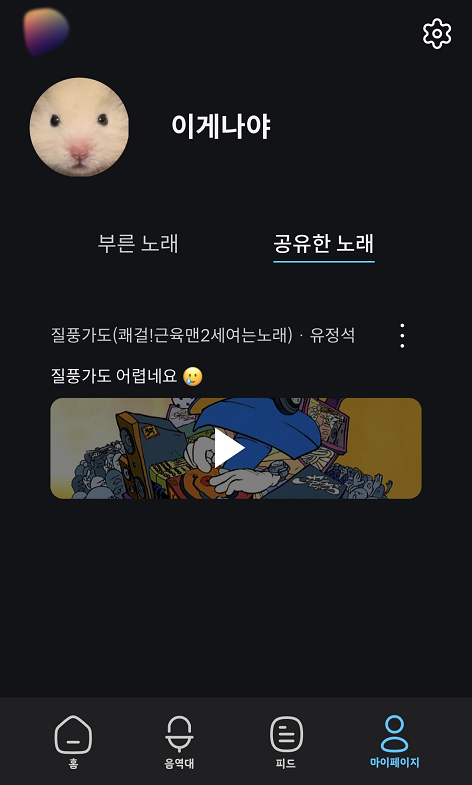 이게나야
부른 노래
공유한 노래
질풍가도(쾌걸!근육맨2세여는노래) · 유정석
질풍가도 어렵네요 🥲
홈
음역대
피드
마이페이지